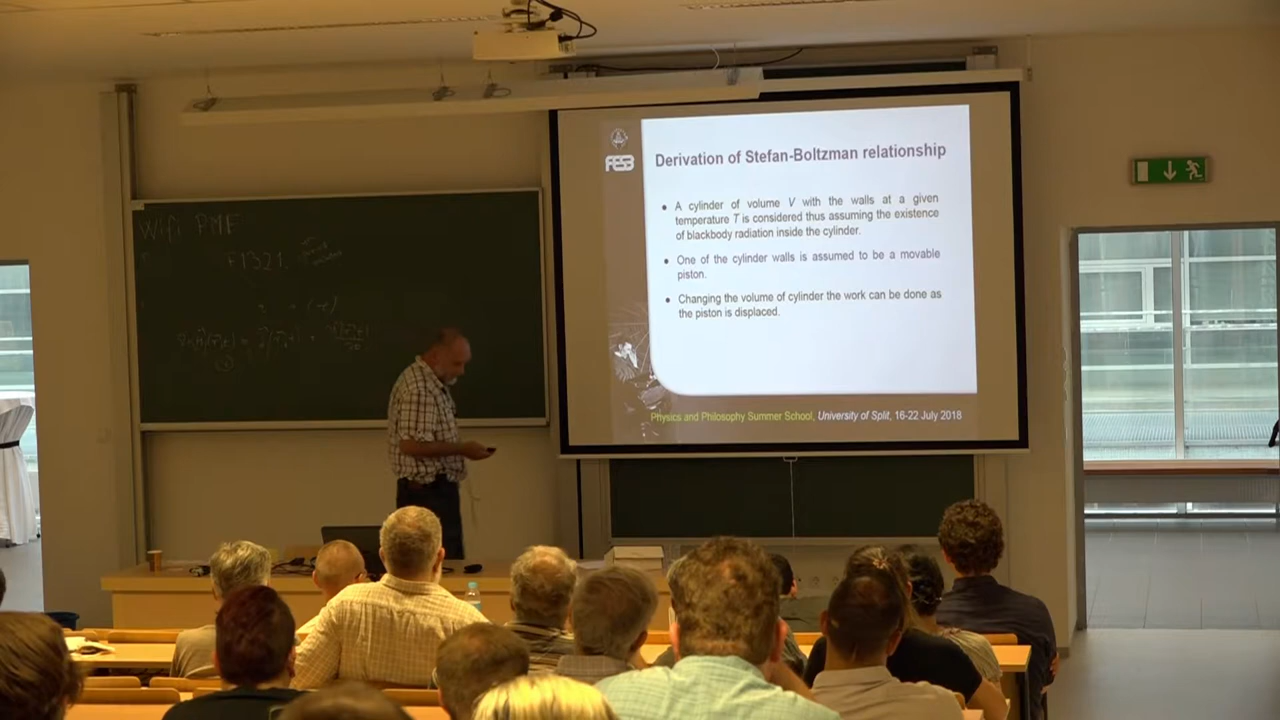 Wifi PMF
F1321
FESB
Derivation of Stefan-Boltzman relationship
• A cylinder of volume V with the walls at a given
temperature T is considered thus assuming the existence
of blackbody radiation inside the cylinder.
• One of the cylinder walls is assumed to be a movable
piston.
• Changing the volume of cylinder the work can be done as
the piston is displaced.
Physics and Philosophy Summer School, University of Split, 16-22 July 2018